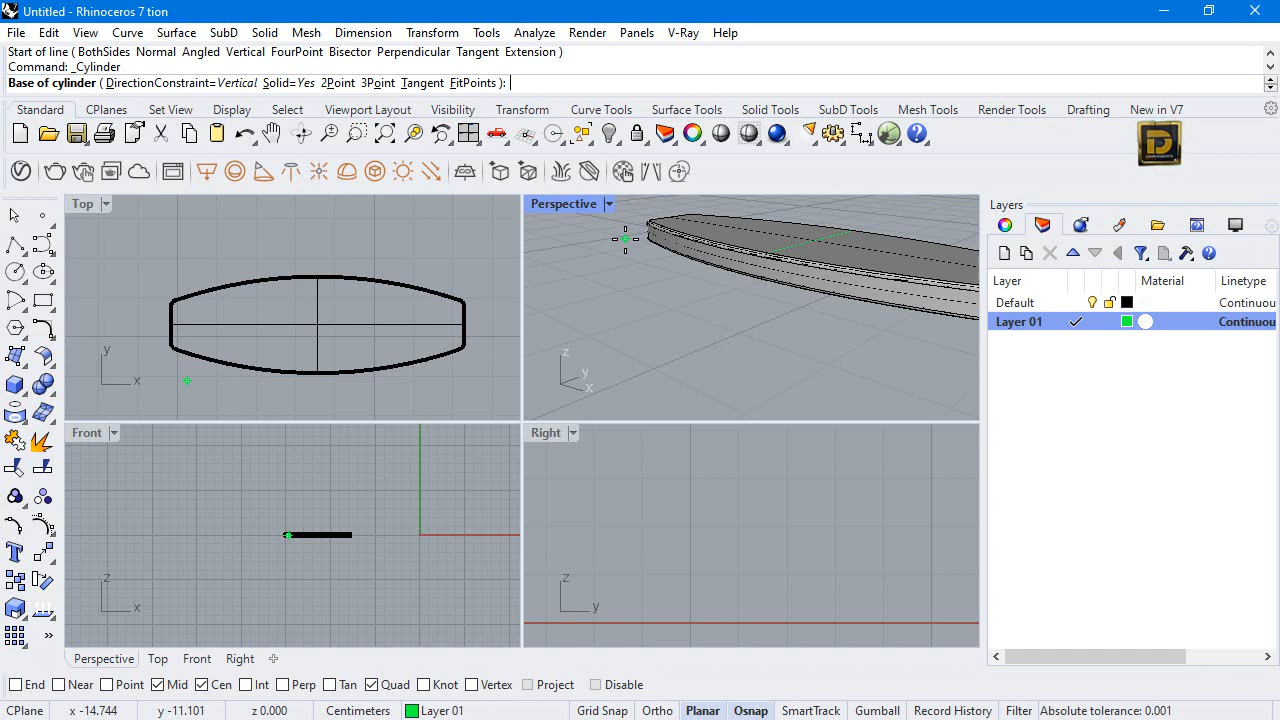 Untitled - Rhinoceros 7 tion
File Edit View Curve Surface SubD Solid Mesh Dimension Transform Tools Analyze Render Panels V-Ray Help
Start of line ( BothSides Normal Angled Vertical FourPoint Bisector Perpendicular Tangent Extension )
Command: _Cylinder
Base of cylinder ( DirectionConstraint=Vertical Solid=Yes 2Point 3Point Tangent FitPoints ):
Standard CPlanes Set View Display Select Viewport Layout Visibility Transform Curve Tools Surface Tools Solid Tools SubD Tools Mesh Tools Render Tools Drafting New in V7
Top
Perspective
Layers
Layer Material Linetype
Default Continuou
Layer 01 Continuou
y
x
z
y
x
Front
Right
z
x
z
y
Perspective Top Front Right
End Near Point Mid Cen Int Perp Tan Quad Knot Vertex Project Disable
CPlane x -14.744 y -11.101 z 0.000 Centimeters Layer 01 Grid Snap Ortho Planar Osnap SmartTrack Gumball Record History Filter Absolute tolerance: 0.001